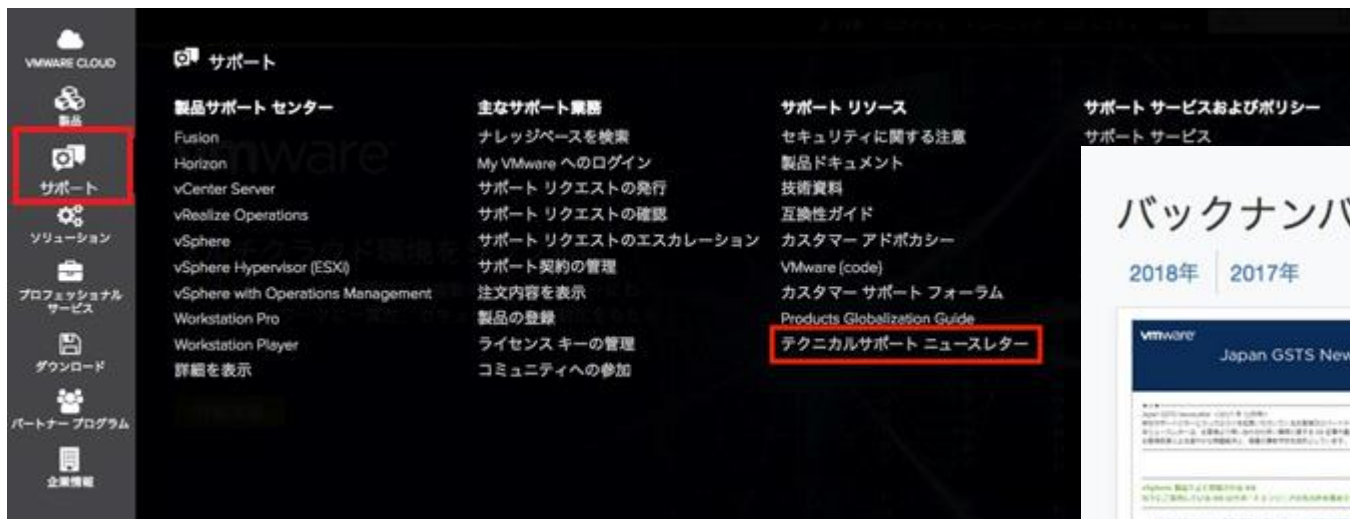 VMWARE CLOUD
製品
サポート
ソリューション
プロフェッショナル
サービス
ダウンロード
パートナー プログラム
企業情報
サポート
製品サポート センター
Fusion
Horizon
vCenter Server
vRealize Operations
vSphere
vSphere Hypervisor (ESXi)
vSphere with Operations Management
Workstation Pro
Workstation Player
詳細を表示
主なサポート業務
ナレッジベースを検索
My VMware へのログイン
サポート リクエストの発行
サポート リクエストの確認
サポート リクエストのエスカレーション
サポート契約の管理
注文内容を表示
製品の登録
ライセンス キーの管理
コミュニティへの参加
サポート リソース
セキュリティに関する注意
製品ドキュメント
技術資料
互換性ガイド
カスタマー アドボカシー
VMware {code}
カスタマー サポート フォーラム
Products Globalization Guide
テクニカルサポート ニュースレター
サポート サービスおよびポリシー
サポート サービス
バックナンバ
2018年 2017年
vmware
Japan GSTS New